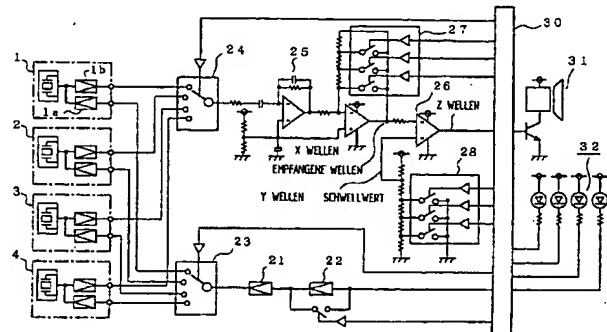 1
1b
1a
2
3
4
24
25
27
26
30
31
X WELLEN
EMPFANGENE WELLEN
Y WELLEN
SCHWELLWERT
Z WELLEN
28
32
23
21
22